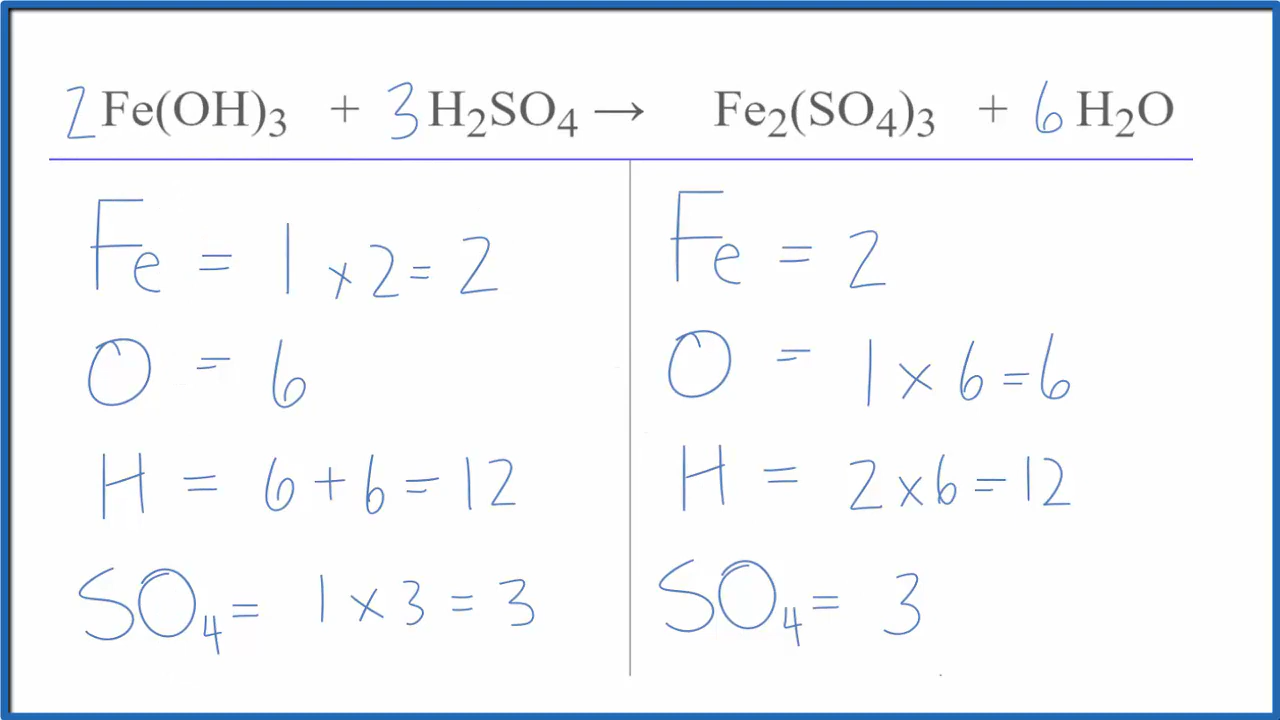 2Fe(OH)₃ + 3H₂SO₄ → Fe₂(SO₄)₃ + 6H₂O
Fe = 1 x 2 = 2
O = 6
H = 6 + 6 = 12
SO₄ = 1 x 3 = 3
Fe = 2
O = 1 x 6 = 6
H = 2 x 6 = 12
SO₄ = 3